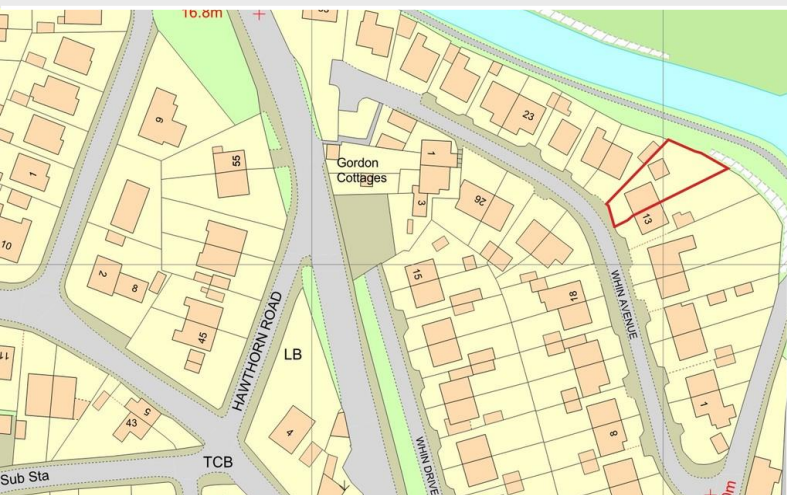 16.8m
23
9
55
1
Gordon
Cottages
1
3
26
13
10
2
8
15
18
WHIN AVENUE
HAWTHORN ROAD
45
LB
11
5
43
4
1
8
TCB
WHIN DRIVE
Sub Sta